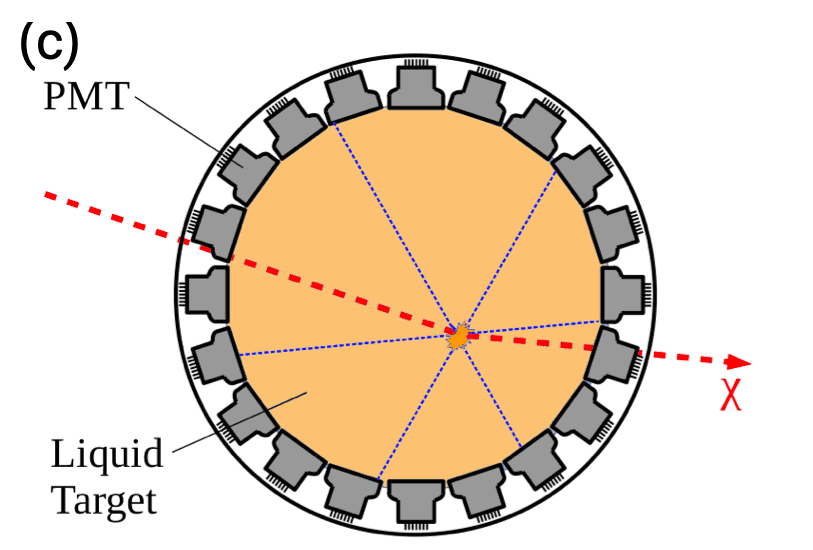 (c)
PMT
χ
Liquid
Target